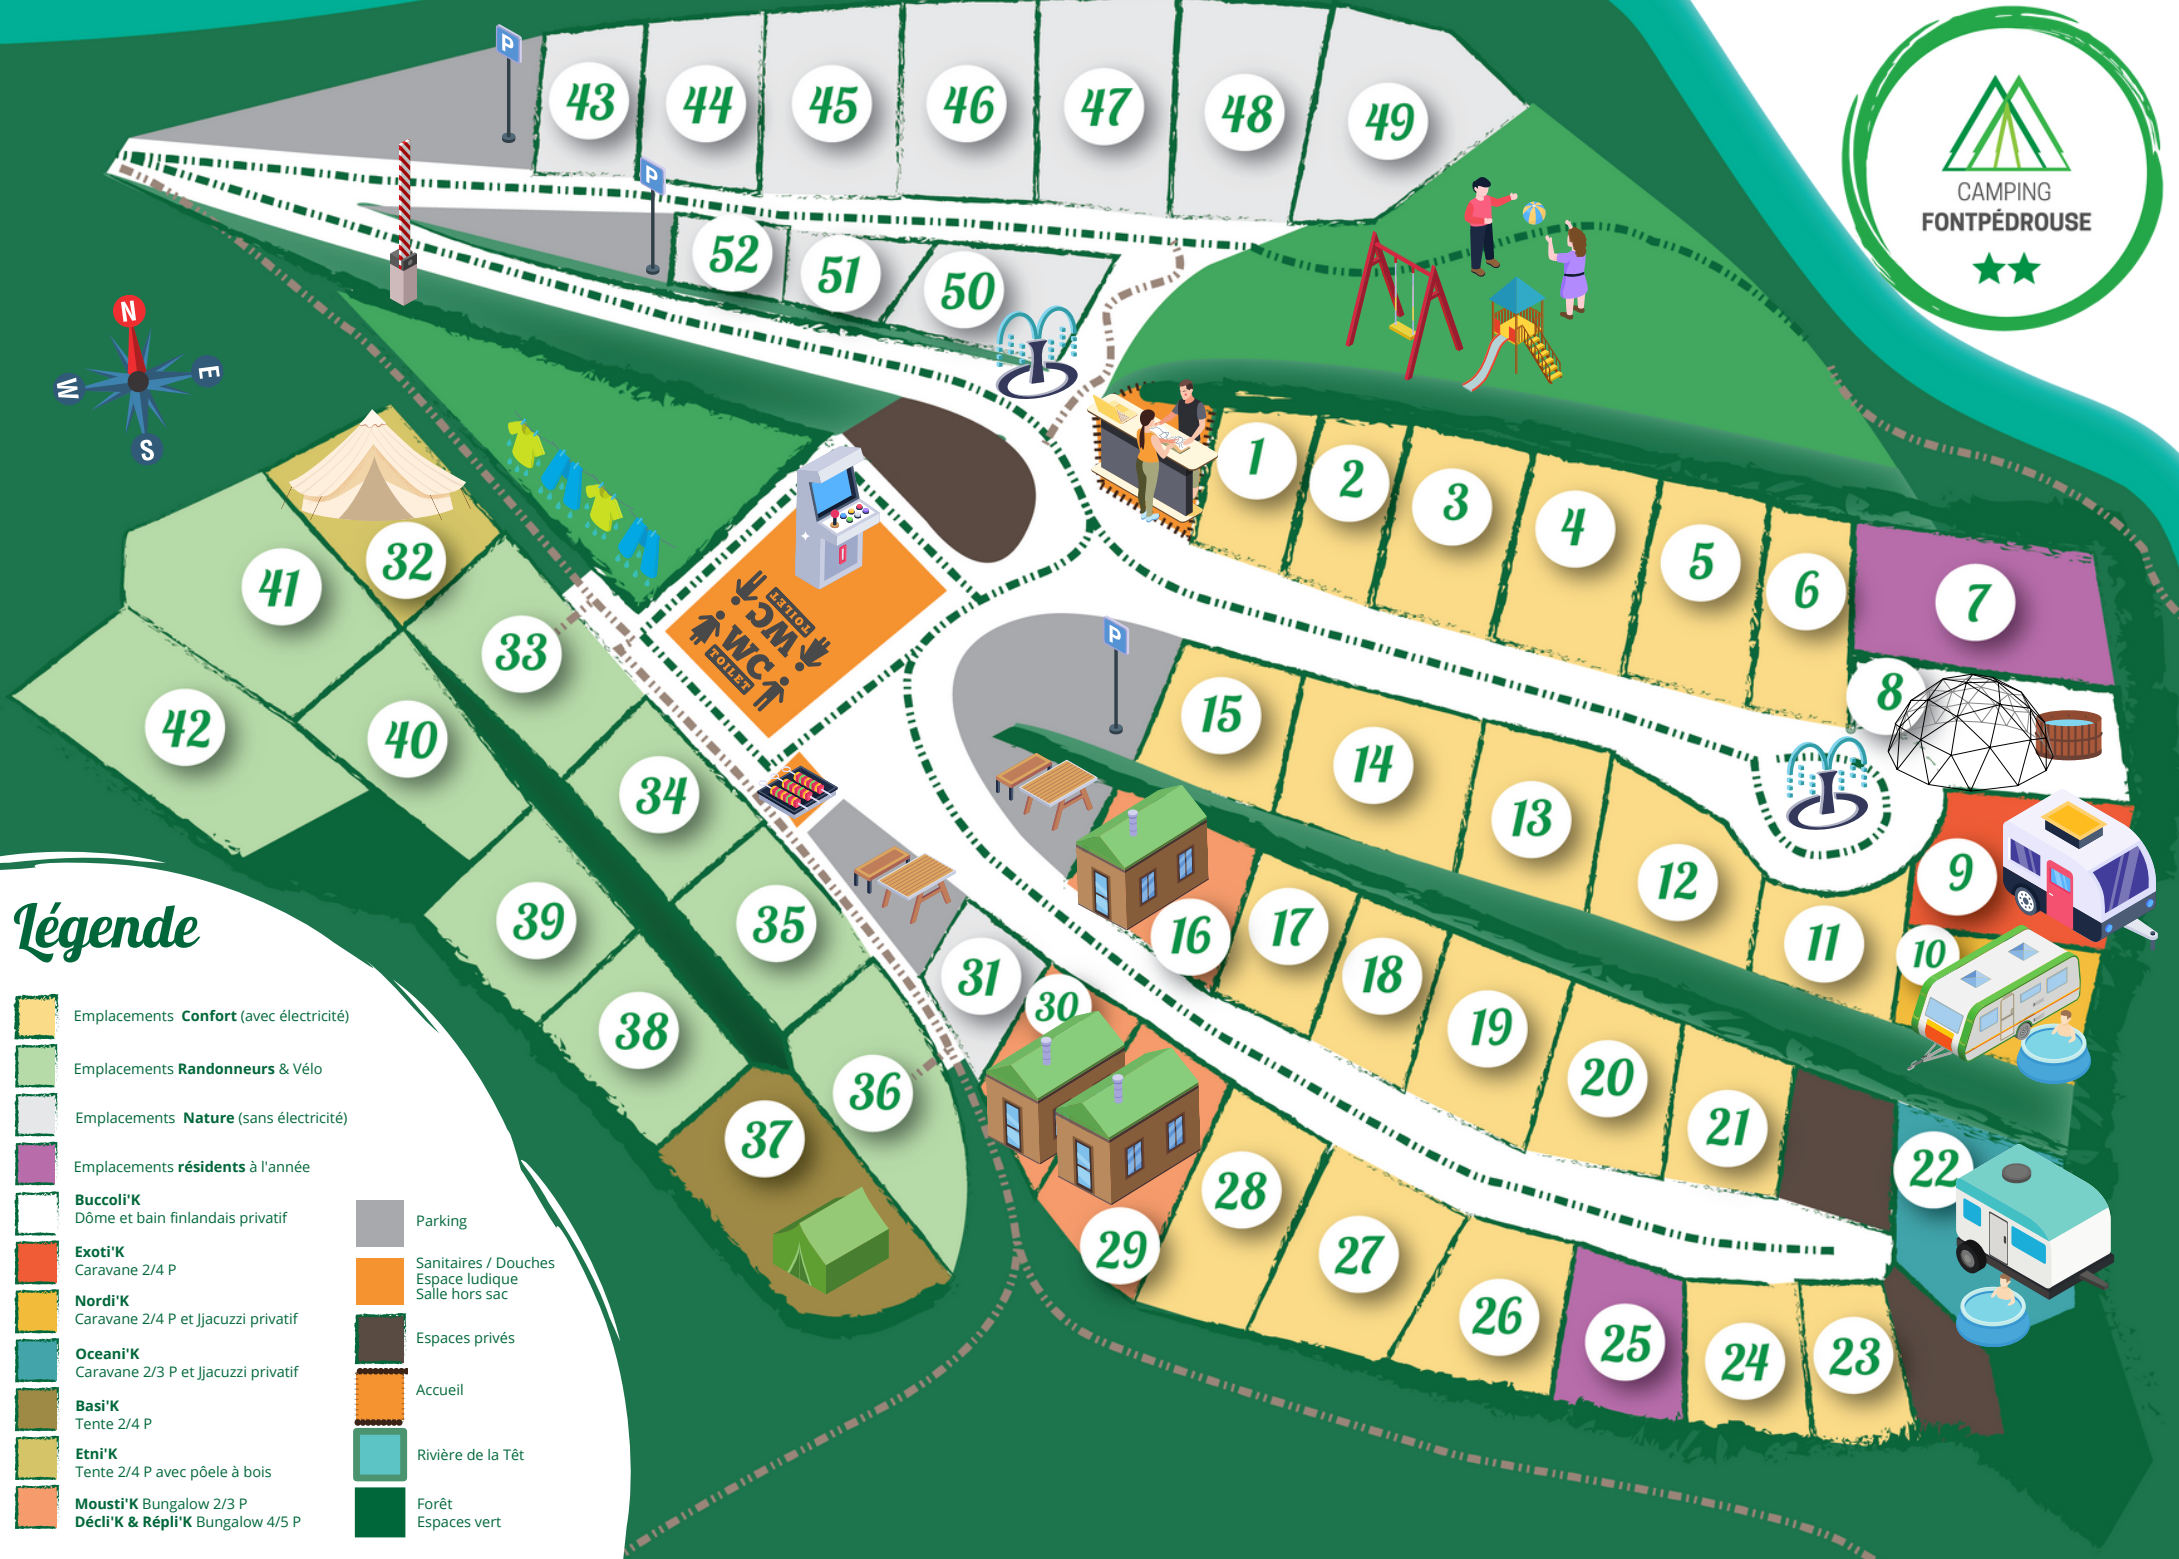 P
43
44
45
46
47
48
49
CAMPING
FONTPÉDROUSE
P
52
51
50
N
E
S
W
1
2
3
4
5
6
7
8
9
10
11
12
13
14
15
P
32
41
33
42
40
34
39
35
38
36
37
TOILET
WC
WC
TOILET
16
17
18
19
20
21
22
31
30
29
28
27
26
25
24
23
Légende
Emplacements Confort (avec électricité)
Emplacements Randonneurs & Vélo
Emplacements Nature (sans électricité)
Emplacements résidents à l'année
Buccoli'K
Dôme et bain finlandais privatif
Exoti'K
Caravane 2/4 P
Nordi'K
Caravane 2/4 P et Jjacuzzi privatif
Oceani'K
Caravane 2/3 P et Jjacuzzi privatif
Basi'K
Tente 2/4 P
Etni'K
Tente 2/4 P avec pôele à bois
Mousti'K Bungalow 2/3 P
Décli'K & Répli'K Bungalow 4/5 P
Parking
Sanitaires / Douches
Espace ludique
Salle hors sac
Espaces privés
Accueil
Rivière de la Têt
Forêt
Espaces vert